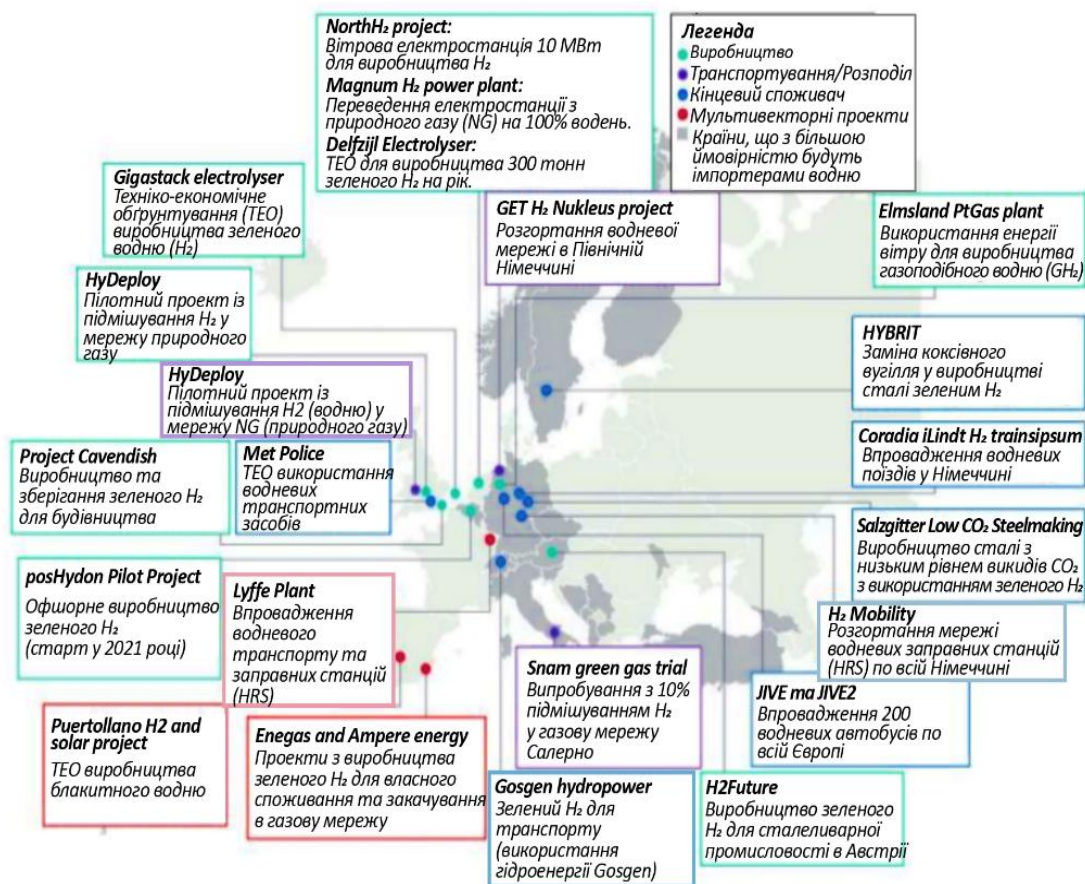 NorthH₂ project:
Вітрова електростанція 10 МВт
для виробництва H₂
Magnum H₂ power plant:
Переведення електростанції з
природного газу (NG) на 100% водень.
Delfzijl Electrolyser:
ТЕО для виробництва 300 тонн
зеленого H₂ на рік.
Легенда
Виробництво
Транспортування/Розподіл
Кінцевий споживач
Мультивекторні проекти
Країни, що з більшою
ймовірністю будуть
імпортерами водню
Gigastack electrolyser
Техніко-економічне
обґрунтування (ТЕО)
виробництва зеленого
водню (H₂)
GET H₂ Nukleus project
Розгортання водневої
мережі в Північній
Німеччині
Elmsland PtGas plant
Використання енергії
вітру для виробництва
газоподібного водню (GH₂)
HyDeploy
Пілотний проект із
підмішування H₂ у
мережу природного
газу
HYBRIT
Заміна коксівного
вугілля у виробництві
сталі зеленим H₂
HyDeploy
Пілотний проект із
підмішування H2 (водню) у
мережу NG (природного газу)
Project Cavendish
Виробництво та
зберігання зеленого H₂
для будівництва
Met Police
ТЕО використання
водневих
транспортних
засобів
Coradia iLindt H₂ trainsipsum
Впровадження водневих
поїздів у Німеччині
Salzgitter Low CO₂ Steelmaking
Виробництво сталі з
низьким рівнем викидів CO₂
з використанням зеленого H₂
posHydon Pilot Project
Офшорне виробництво
зеленого H₂
(старт у 2021 році)
Lyffe Plant
Впровадження
водневого
транспорту та
заправних станцій
(HRS)
H₂ Mobility
Розгортання мережі
водневих заправних станцій
(HRS) по всій Німеччині
Snam green gas trial
Випробування з 10%
підмішуванням H₂
у газову мережу
Салерно
JIVE та JIVE2
Впровадження 200
водневих автобусів по
всій Європі
Puertollano H2 and
solar project
ТЕО виробництва
блакитного водню
Enegas and Ampere energy
Проекти з виробництва
зеленого H₂ для власного
споживання та закачування
в газову мережу
Gosgen hydropower
Зелений H₂ для
транспорту
(використання
гідроенергії Gosgen)
H2Future
Виробництво зеленого
H₂ для сталеливарної
промисловості в Австрії